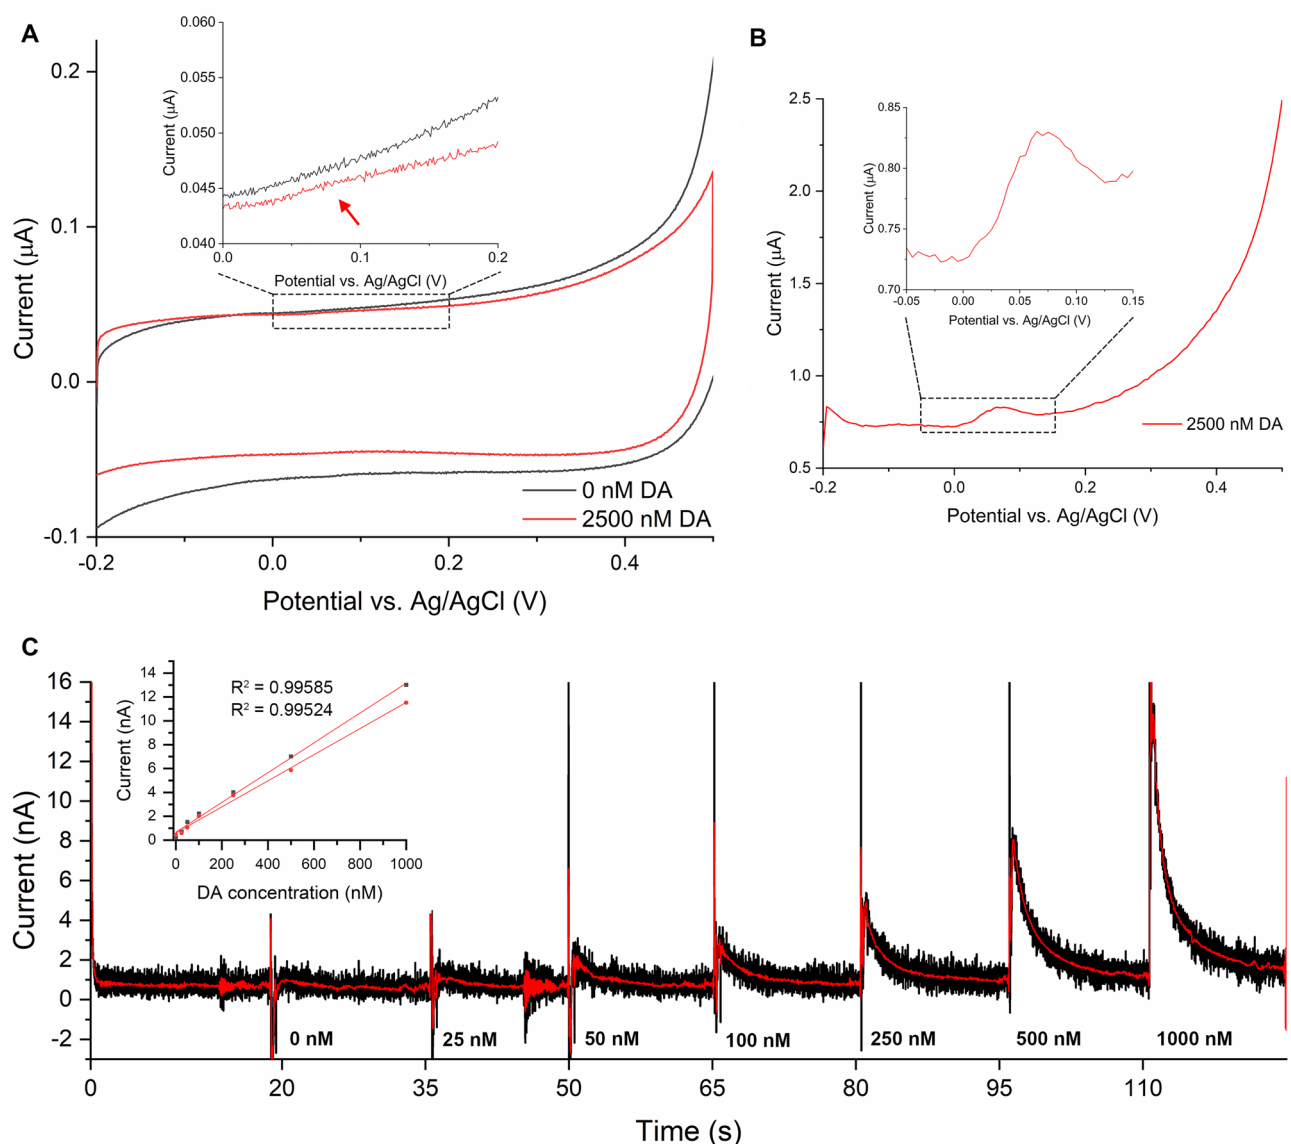 A
0.2
0.1
0.0
-0.1
Current (μA)
-0.2
0.0
0.2
0.4
Potential vs. Ag/AgCl (V)
0.060
0.055
0.050
0.045
0.040
Current (μA)
0.0
0.1
0.2
Potential vs. Ag/AgCl (V)
0 nM DA
2500 nM DA
B
2.5
2.0
1.5
1.0
0.5
Current (μA)
-0.2
0.0
0.2
0.4
Potential vs. Ag/AgCl (V)
0.85
0.80
0.75
0.70
Current (μA)
-0.05
0.00
0.05
0.10
0.15
Potential vs. Ag/AgCl (V)
2500 nM DA
C
16
14
12
10
8
6
4
2
0
-2
Current (nA)
14
12
10
8
6
4
2
0
Current (nA)
R² = 0.99585
R² = 0.99524
0
200
400
600
800
1000
DA concentration (nM)
0 nM
25 nM
50 nM
100 nM
250 nM
500 nM
1000 nM
0
20
35
50
65
80
95
110
Time (s)